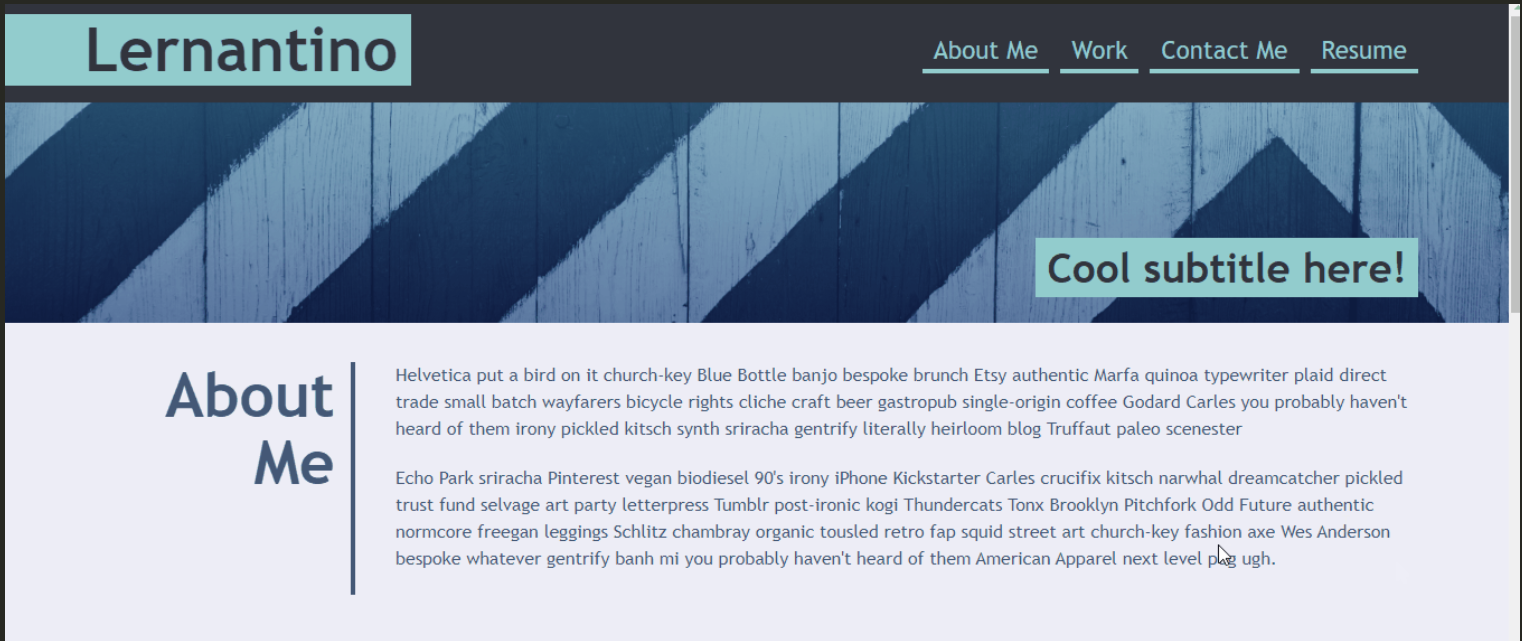 Lernantino
About Me Work Contact Me Resume
Cool subtitle here!
About
Me
Helvetica put a bird on it church-key Blue Bottle banjo bespoke brunch Etsy authentic Marfa quinoa typewriter plaid direct
trade small batch wayfarers bicycle rights cliche craft beer gastropub single-origin coffee Godard Carles you probably haven't
heard of them irony pickled kitsch synth sriracha gentrify literally heirloom blog Truffaut paleo scenester
Echo Park sriracha Pinterest vegan biodiesel 90's irony iPhone Kickstarter Carles crucifix kitsch narwhal dreamcatcher pickled
trust fund selvage art party letterpress Tumblr post-ironic kogi Thundercats Tonx Brooklyn Pitchfork Odd Future authentic
normcore freegan leggings Schlitz chambray organic tousled retro fap squid street art church-key fashion axe Wes Anderson
bespoke whatever gentrify banh mi you probably haven't heard of them American Apparel next level ugh.